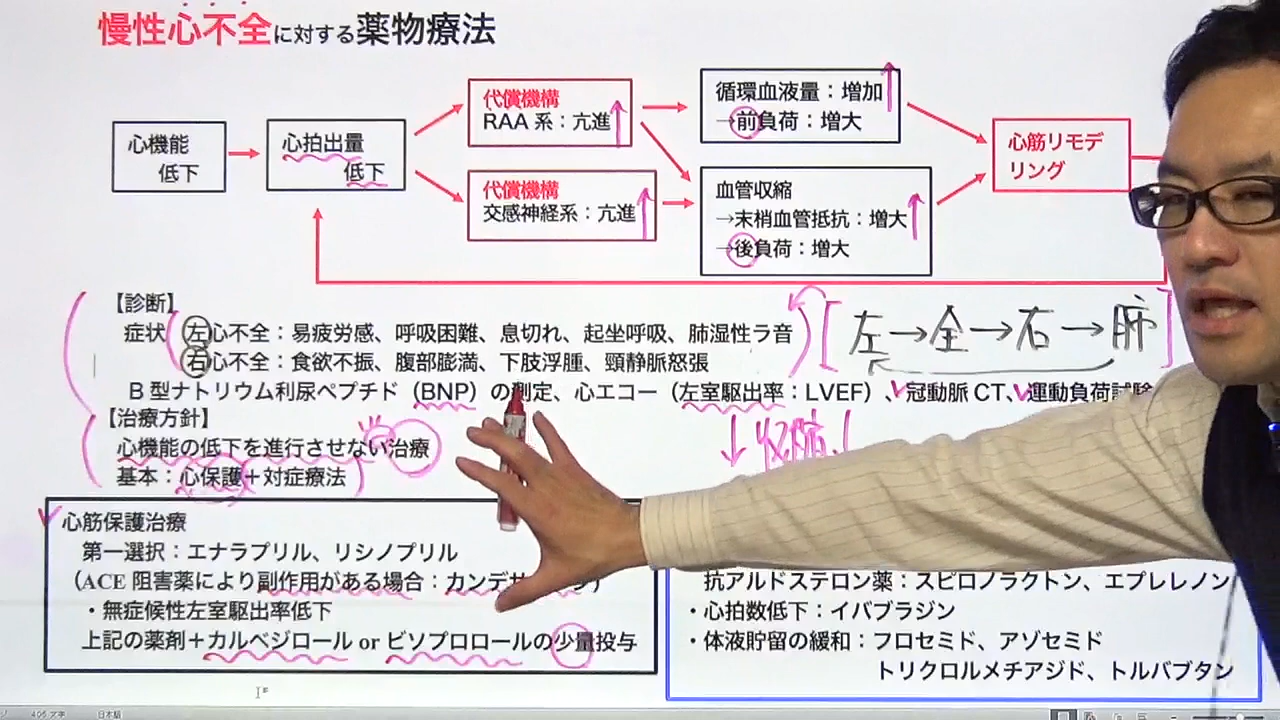 慢性心不全に対する薬物療法
心機能
低下
心拍出量
低下
代償機構
RAA 系：亢進
代償機構
交感神経系：亢進
循環血液量：増加
→前負荷：増大
血管収縮
→末梢血管抵抗：増大
→後負荷：増大
心筋リモデ
リング
【診断】
症状 左心不全：易疲労感、呼吸困難、息切れ、起坐呼吸、肺湿性ラ音
右心不全：食欲不振、腹部膨満、下肢浮腫、頸静脈怒張
[左→全→右→肺]
B 型ナトリウム利尿ペプチド（BNP）の測定、心エコー（左室駆出率：LVEF）、冠動脈 CT、運動負荷試験
【治療方針】
心機能の低下を進行させない治療
基本：心保護＋対症療法
心筋保護治療
第一選択：エナラプリル、リシノプリル
（ACE 阻害薬により副作用がある場合：カンデサ
・無症候性左室駆出率低下
上記の薬剤＋カルベジロール or ビソプロロールの少量投与
抗アルドステロン薬：スピロノラクトン、エプレレノン
・心拍数低下：イバブラジン
・体液貯留の緩和：フロセミド、アゾセミド
トリクロルメチアジド、トルバプタン
405 文字 日本語